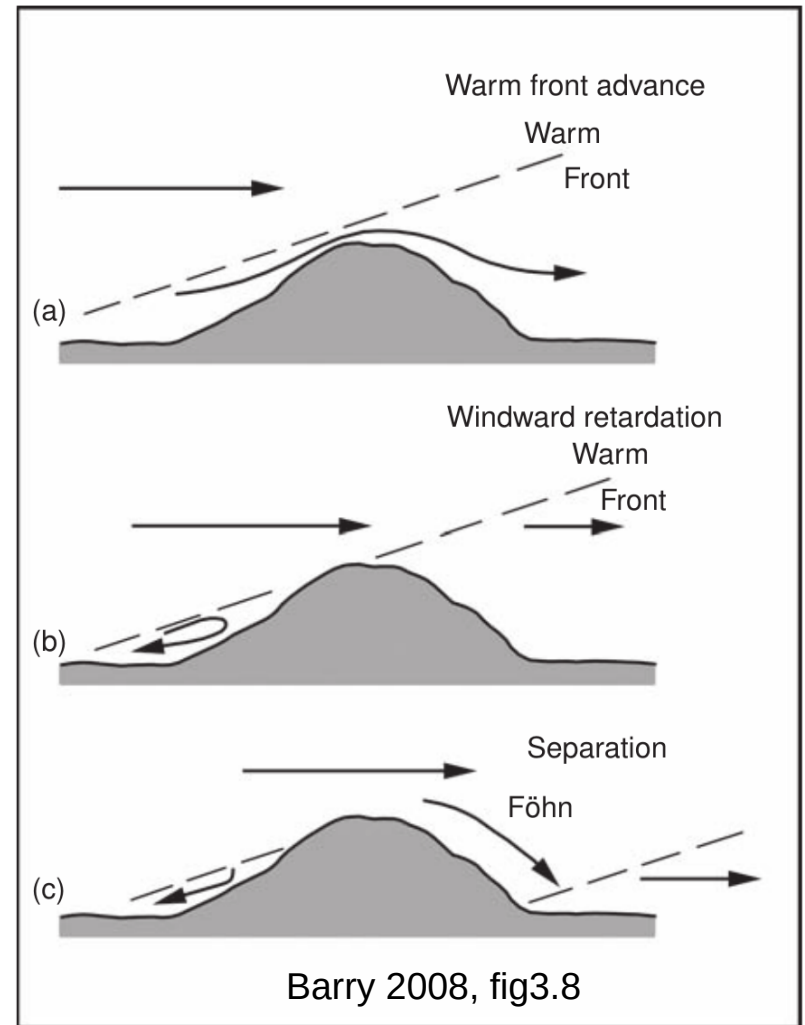 Warm front advance
Warm
Front
(a)
Windward retardation
Warm
Front
(b)
Separation
Föhn
(c)
Barry 2008, fig3.8